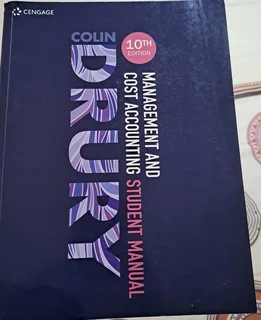 CENGAGE
COLIN
DRURY
10TH
EDITION
MANAGEMENT AND
COST ACCOUNTING STUDENT MANUAL